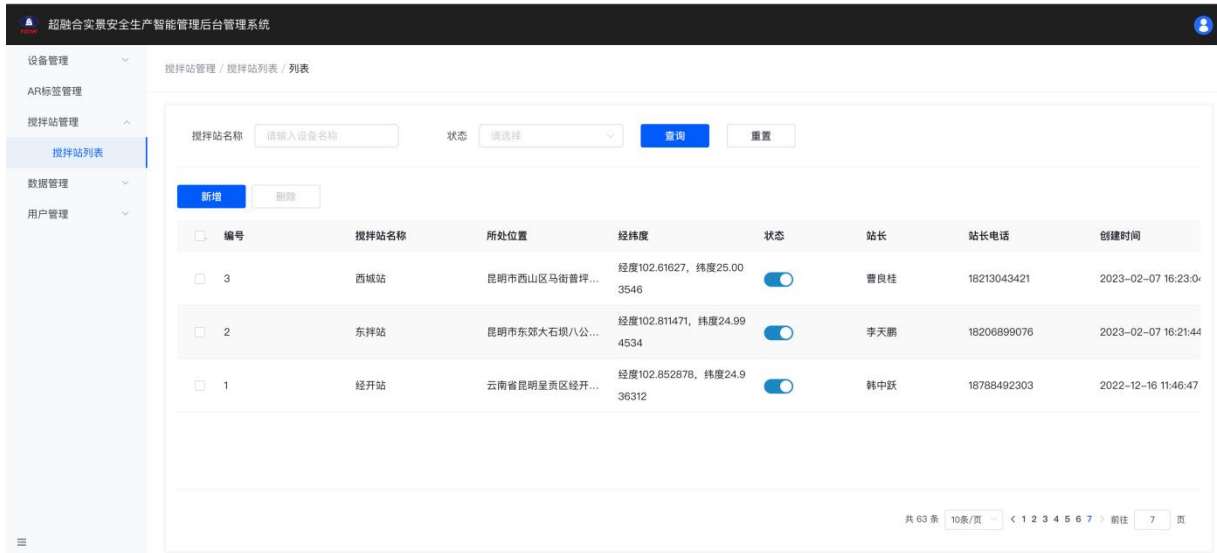 超融合实景安全生产智能管理后台管理系统
设备管理
AR标签管理
搅拌站管理
搅拌站列表
数据管理
用户管理
搅拌站管理 / 搅拌站列表 / 列表
搅拌站名称 请输入设备名称 状态 请选择 查询 重置
新增 删除
编号 搅拌站名称 所处位置 经纬度 状态 站长 站长电话 创建时间
3 西城站 昆明市西山区马街普坪... 经度102.61627, 纬度25.00
3546 曹良桂 18213043421 2023-02-07 16:23:04
2 东拌站 昆明市东郊大石坝八公... 经度102.811471, 纬度24.99
4534 李天鹏 18206899076 2023-02-07 16:21:44
1 经开站 云南省昆明呈贡区经开... 经度102.852878, 纬度24.9
36312 韩中跃 18788492303 2022-12-16 11:46:47
共 63 条 10条/页 1 2 3 4 5 6 7 前往 7 页